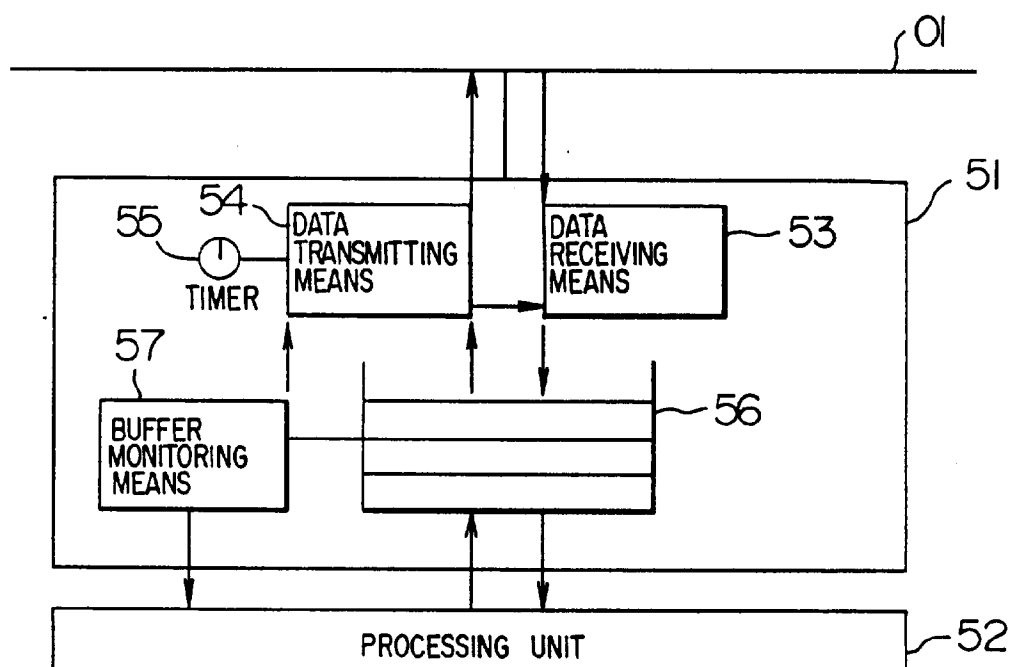 01
51
54
55
DATA
TRANSMITTING
MEANS
DATA
RECEIVING
MEANS
53
TIMER
57
56
BUFFER
MONITORING
MEANS
PROCESSING UNIT
52